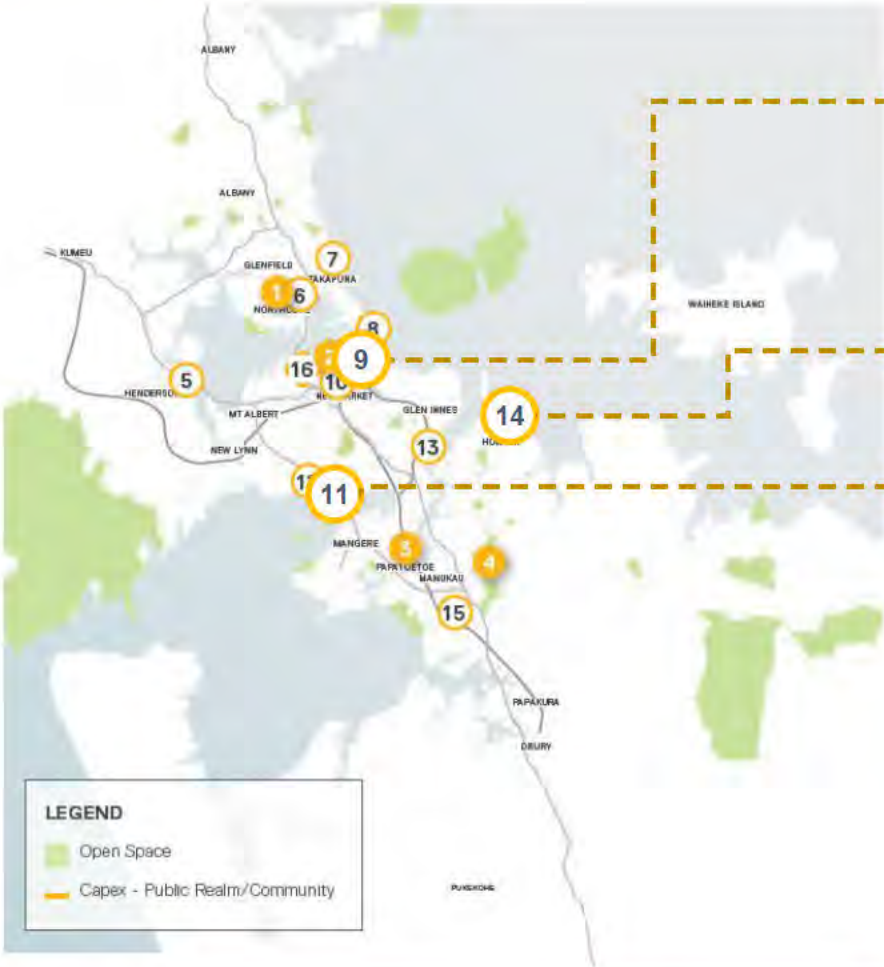 ALBANY
ALBANY
KUMEU
GLENFIELD
7
TAKAPUNA
1
6
WAIHEKE ISLAND
8
2
9
16
10
5
HENDERSON
14
MT ALBERT
GLEN INNES
13
NEW LYNN
11
MANGERE
3
4
PAPATOETOE
MANUKAU
15
PAPAKURA
DRURY
LEGEND
Open Space
Capex - Public Realm/Community
PUKEKOHE